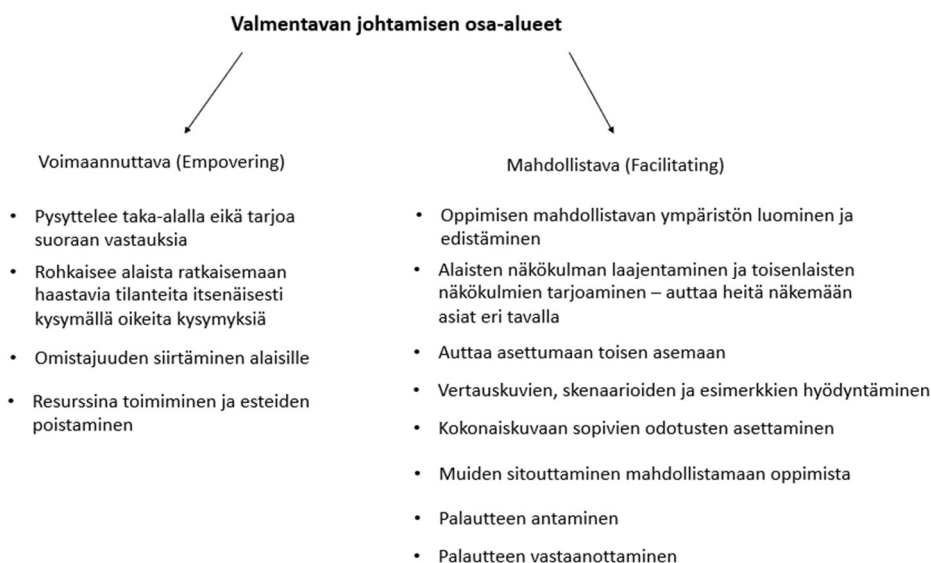 Valmentavan johtamisen osa-alueet
Voimaannuttava (Empovering)
• Pysyttelee taka-alalla eikä tarjoa
suoraan vastauksia
• Rohkaisee alaista ratkaisemaan
haastavia tilanteita itsenäisesti
kysymällä oikeita kysymyksiä
• Omistajuuden siirtäminen alaisille
• Resurssina toimiminen ja esteiden
poistaminen
Mahdollistava (Facilitating)
• Oppimisen mahdollistavan ympäristön luominen ja
edistäminen
• Alaisten näkökulman laajentaminen ja toisenlaisten
näkökulmien tarjoaminen – auttaa heitä näkemään
asiat eri tavalla
• Auttaa asettumaan toisen asemaan
• Vertauskuvien, skenaarioiden ja esimerkkien hyödyntäminen
• Kokonaiskuvaan sopivien odotusten asettaminen
• Muiden sitouttaminen mahdollistamaan oppimista
• Palautteen antaminen
• Palautteen vastaanottaminen